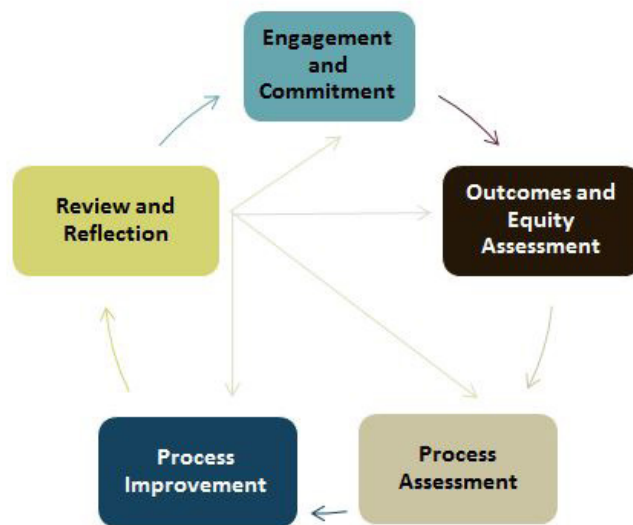 Engagement
and
Commitment
Outcomes and
Equity
Assessment
Process
Assessment
Process
Improvement
Review and
Reflection